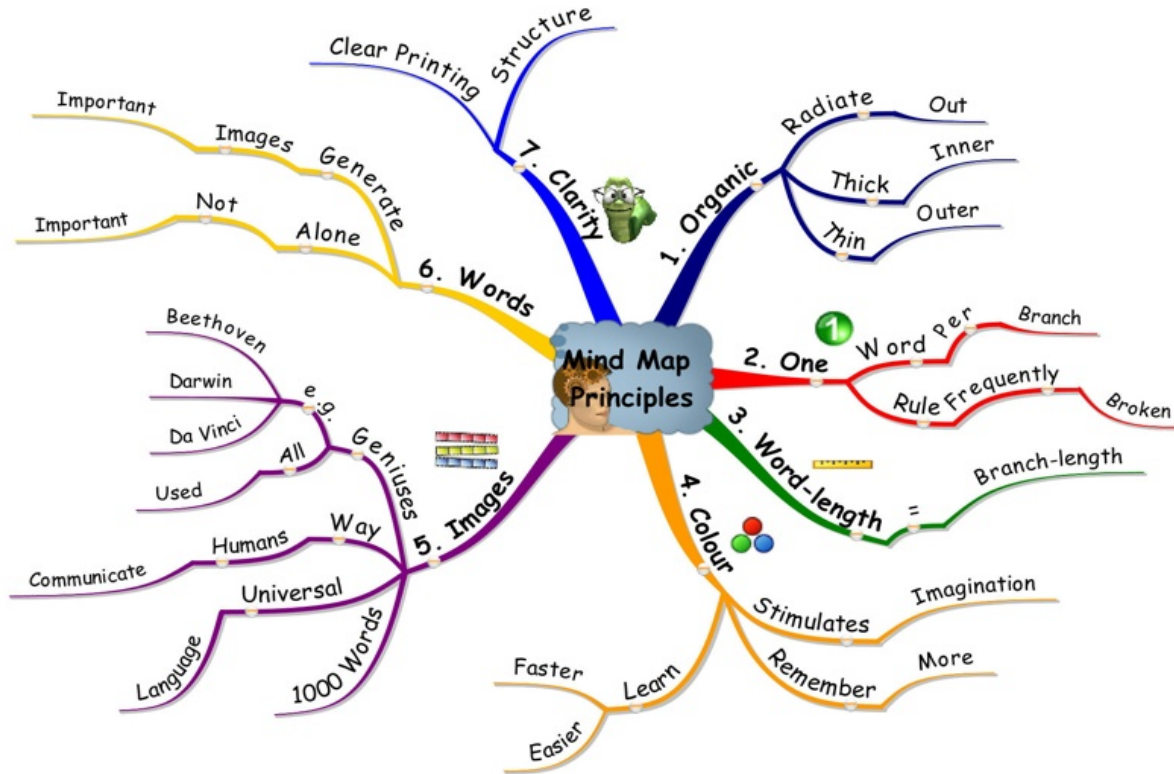 Mind Map
Principles
1. Organic
Radiate
Out
Thick
Inner
Thin
Outer
2. One
1
Word
Per
Branch
Rule
Frequently
Broken
3. Word-length
=
Branch-length
4. Colour
Stimulates
Imagination
Remember
More
Learn
Faster
Easier
5. Images
Geniuses
e.g.
Beethoven
Darwin
Da Vinci
All
Used
Way
Humans
Communicate
Universal
Language
1000 Words
6. Words
Generate
Images
Important
Alone
Not
Important
7. Clarity
Clear Printing
Structure